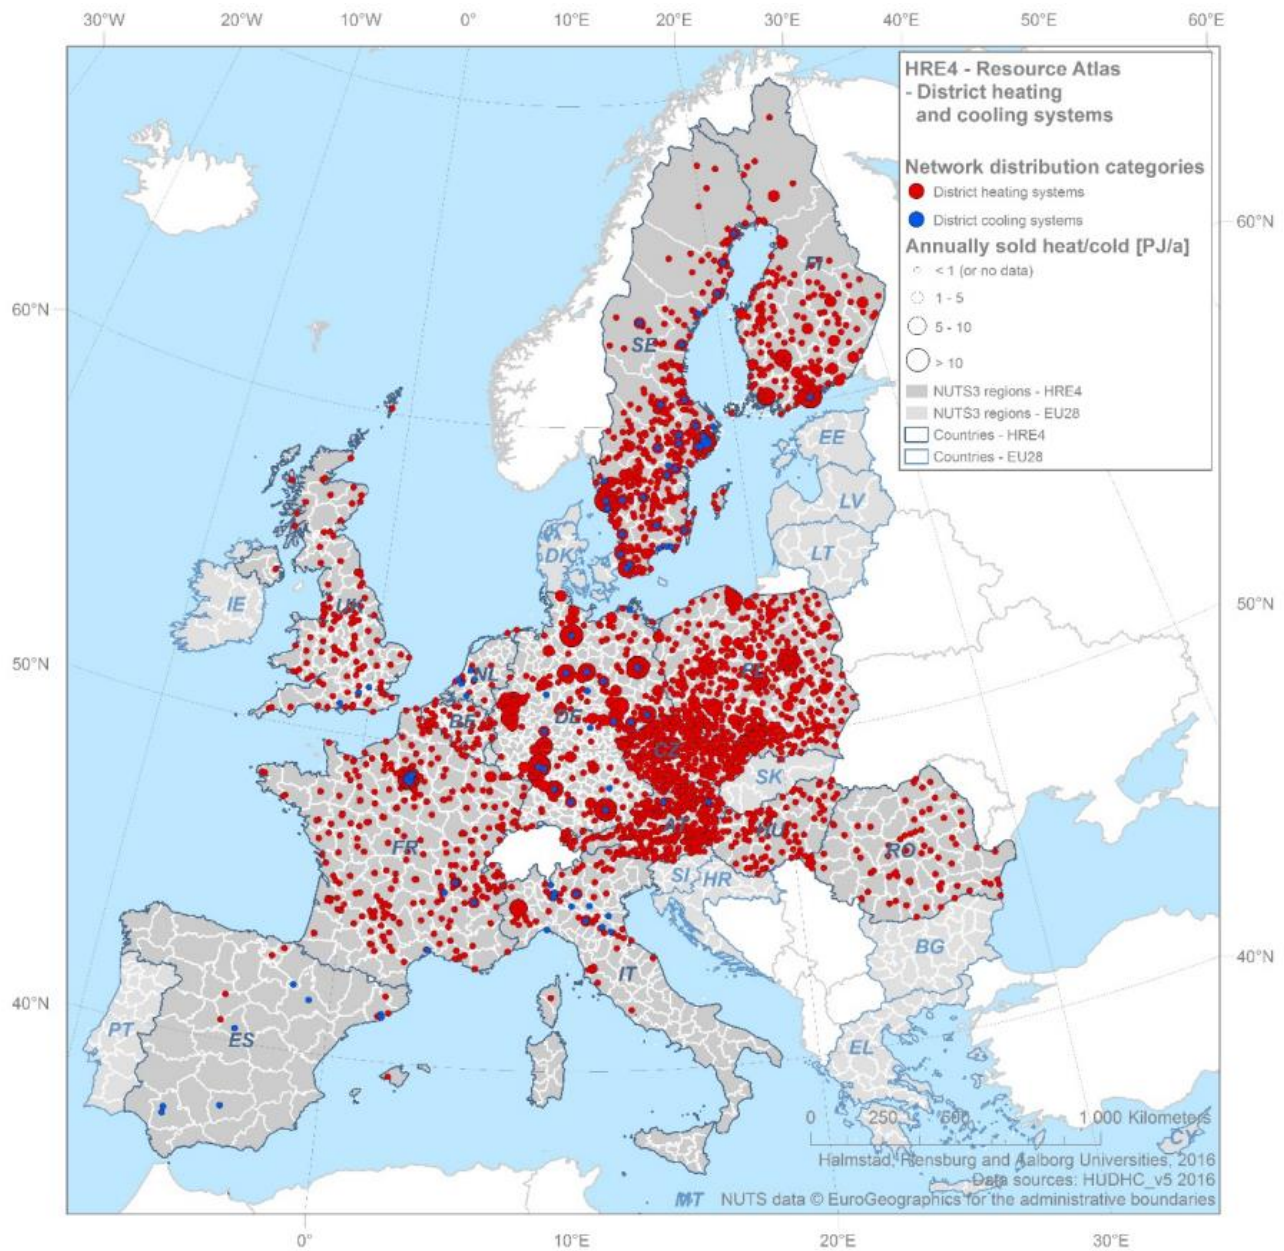 30°W 20°W 10°W 0° 10°E 20°E 30°E 40°E 50°E 60°E
HRE4 - Resource Atlas
- District heating
and cooling systems
Network distribution categories
District heating systems
District cooling systems
Annually sold heat/cold [PJ/a]
< 1 (or no data)
1 - 5
5 - 10
> 10
NUTS3 regions - HRE4
NUTS3 regions - EU28
Countries - HRE4
Countries - EU28
60°N
60°N
50°N
50°N
40°N
40°N
FI
SE
EE
LV
LT
DK
IE
UK
NL
BE
DE
PL
CZ
SK
AT
HU
FR
RO
SI
HR
BG
IT
PT
ES
EL
MT
0 250 500 1 000 Kilometers
Halmstad, Flensburg and Aalborg Universities, 2016
Data sources: HUDHC_v5 2016
NUTS data © EuroGeographics for the administrative boundaries
0° 10°E 20°E 30°E